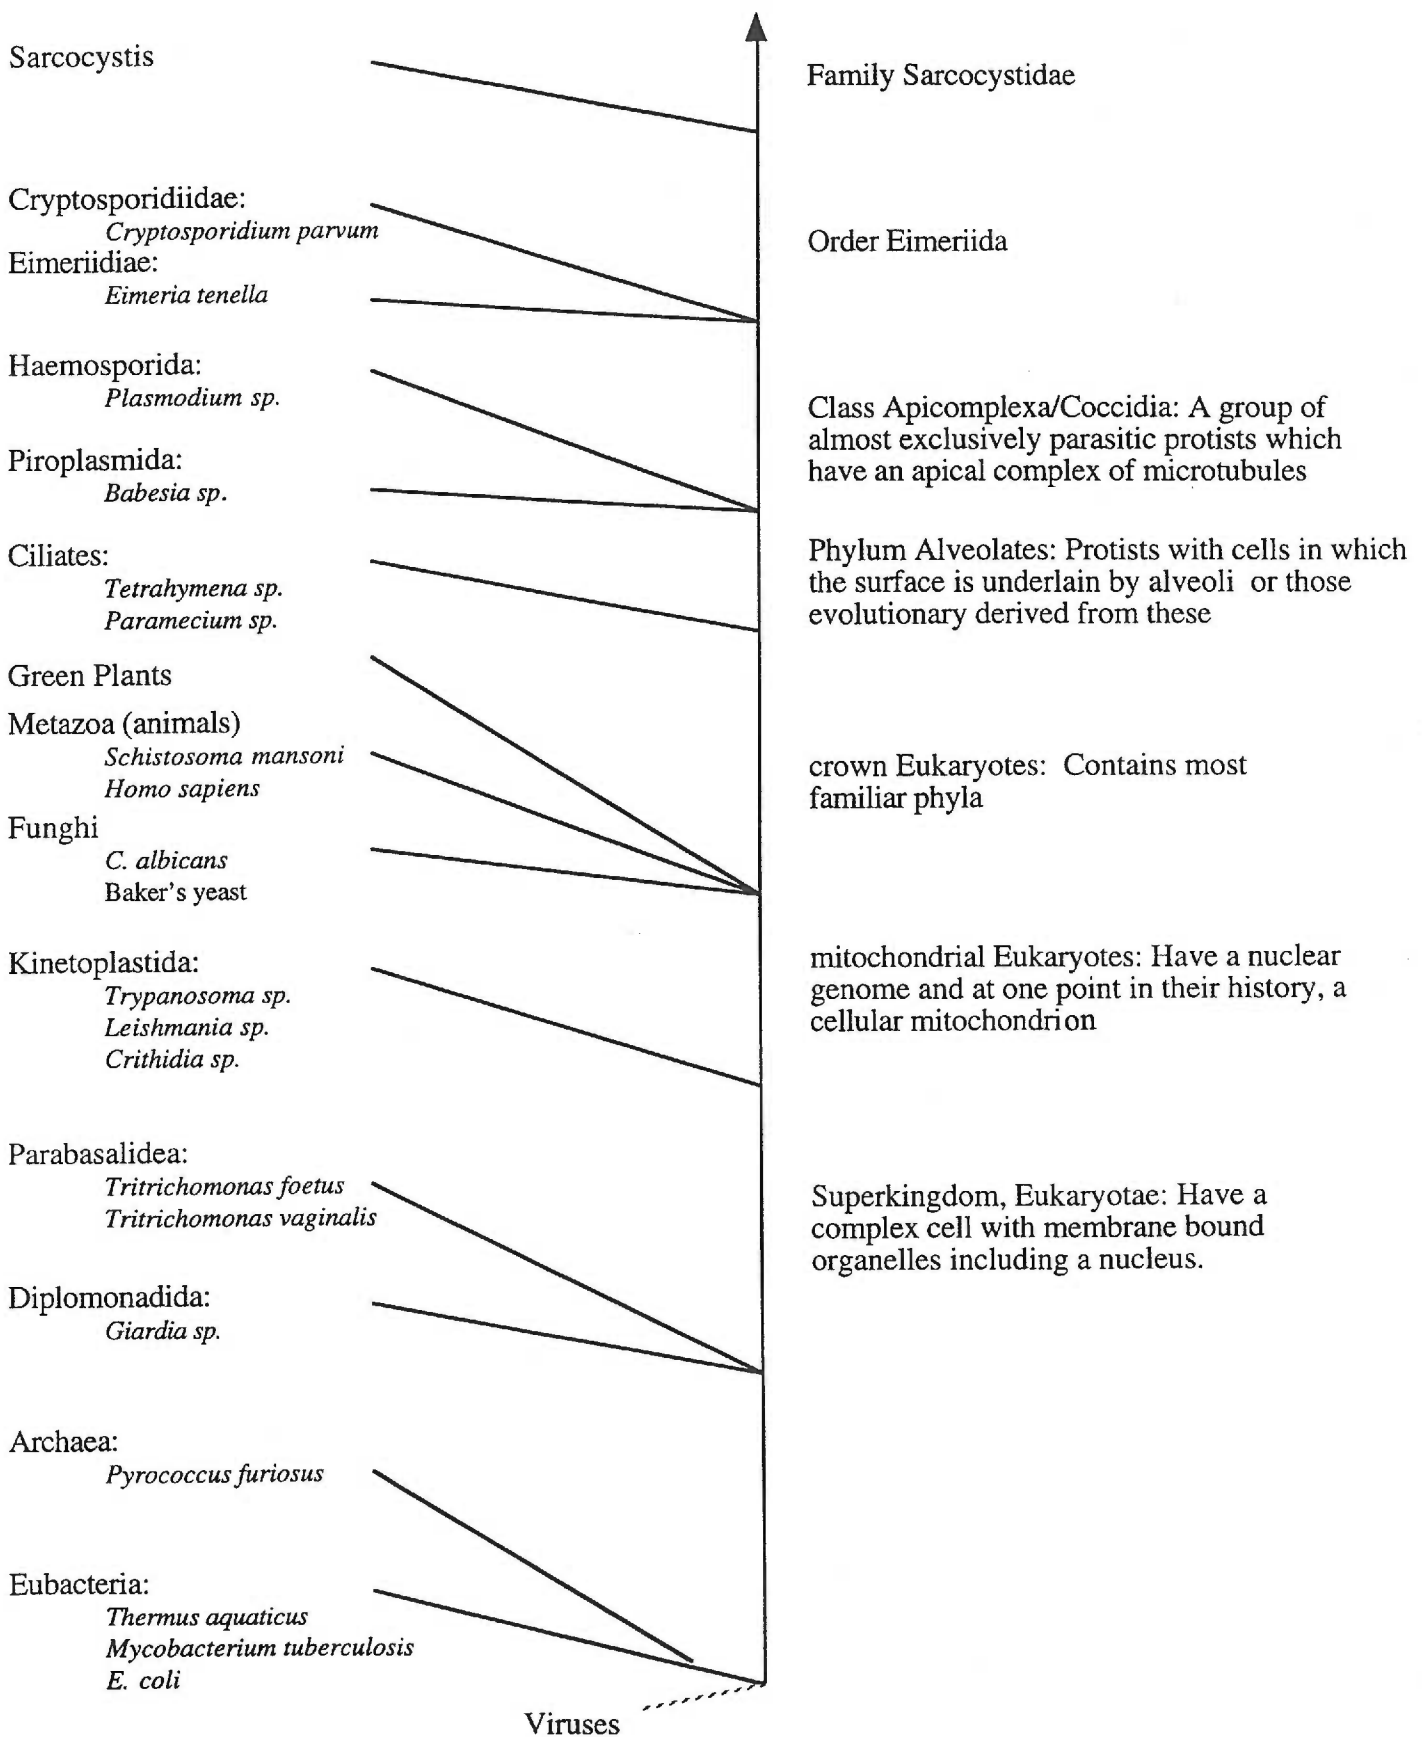 Sarcocystis
Family Sarcocystidae
Cryptosporidiidae:
Cryptosporidium parvum
Order Eimeriida
Eimeriidiae:
Eimeria tenella
Haemosporida:
Plasmodium sp.
Class Apicomplexa/Coccidia: A group of
almost exclusively parasitic protists which
have an apical complex of microtubules
Piroplasmida:
Babesia sp.
Ciliates:
Tetrahymena sp.
Paramecium sp.
Phylum Alveolates: Protists with cells in which
the surface is underlain by alveoli or those
evolutionary derived from these
Green Plants
Metazoa (animals)
Schistosoma mansoni
Homo sapiens
crown Eukaryotes: Contains most
familiar phyla
Funghi
C. albicans
Baker's yeast
Kinetoplastida:
Trypanosoma sp.
Leishmania sp.
Crithidia sp.
mitochondrial Eukaryotes: Have a nuclear
genome and at one point in their history, a
cellular mitochondrion
Parabasalidea:
Tritrichomonas foetus
Tritrichomonas vaginalis
Superkingdom, Eukaryotae: Have a
complex cell with membrane bound
organelles including a nucleus.
Diplomonadida:
Giardia sp.
Archaea:
Pyrococcus furiosus
Eubacteria:
Thermus aquaticus
Mycobacterium tuberculosis
E. coli
Viruses